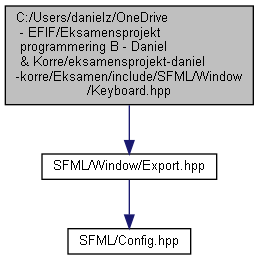 C:/Users/danielz/OneDrive
- EFIF/Eksamensprojekt
programmering B - Daniel
& Korre/eksamensprojekt-daniel
-korre/Eksamen/include/SFML/Window
/Keyboard.hpp
SFML/Window/Export.hpp
SFML/Config.hpp